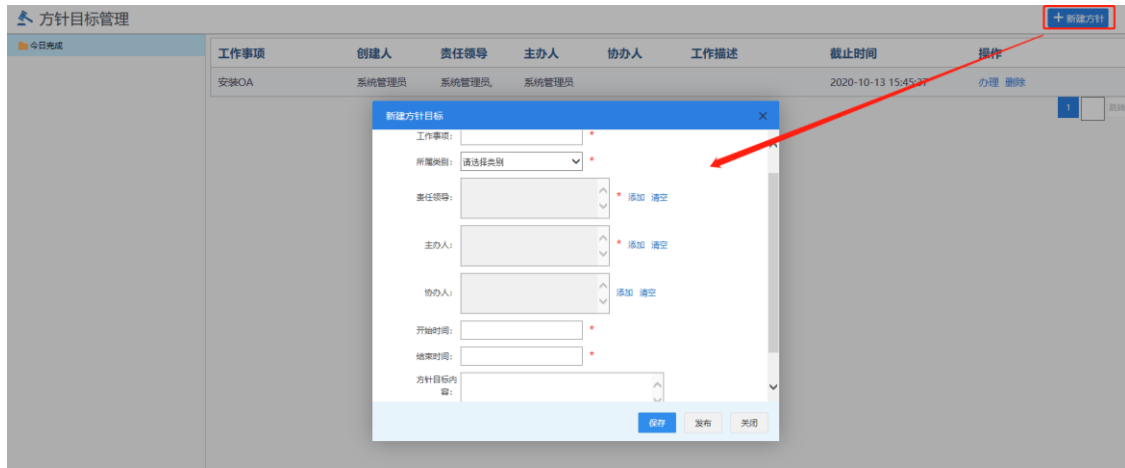 方针目标管理
+ 新建方针
今日完成
工作事项 创建人 责任领导 主办人 协办人 工作描述 截止时间 操作
安装OA 系统管理员 系统管理员, 系统管理员 2020-10-13 15:45:37 办理 删除
1
新建方针目标 ×
工作事项: *
所属类别: 请选择类别 *
责任领导: * 添加 清空
主办人: * 添加 清空
协办人: 添加 清空
开始时间: *
结束时间: *
方针目标内
容:
保存 发布 关闭